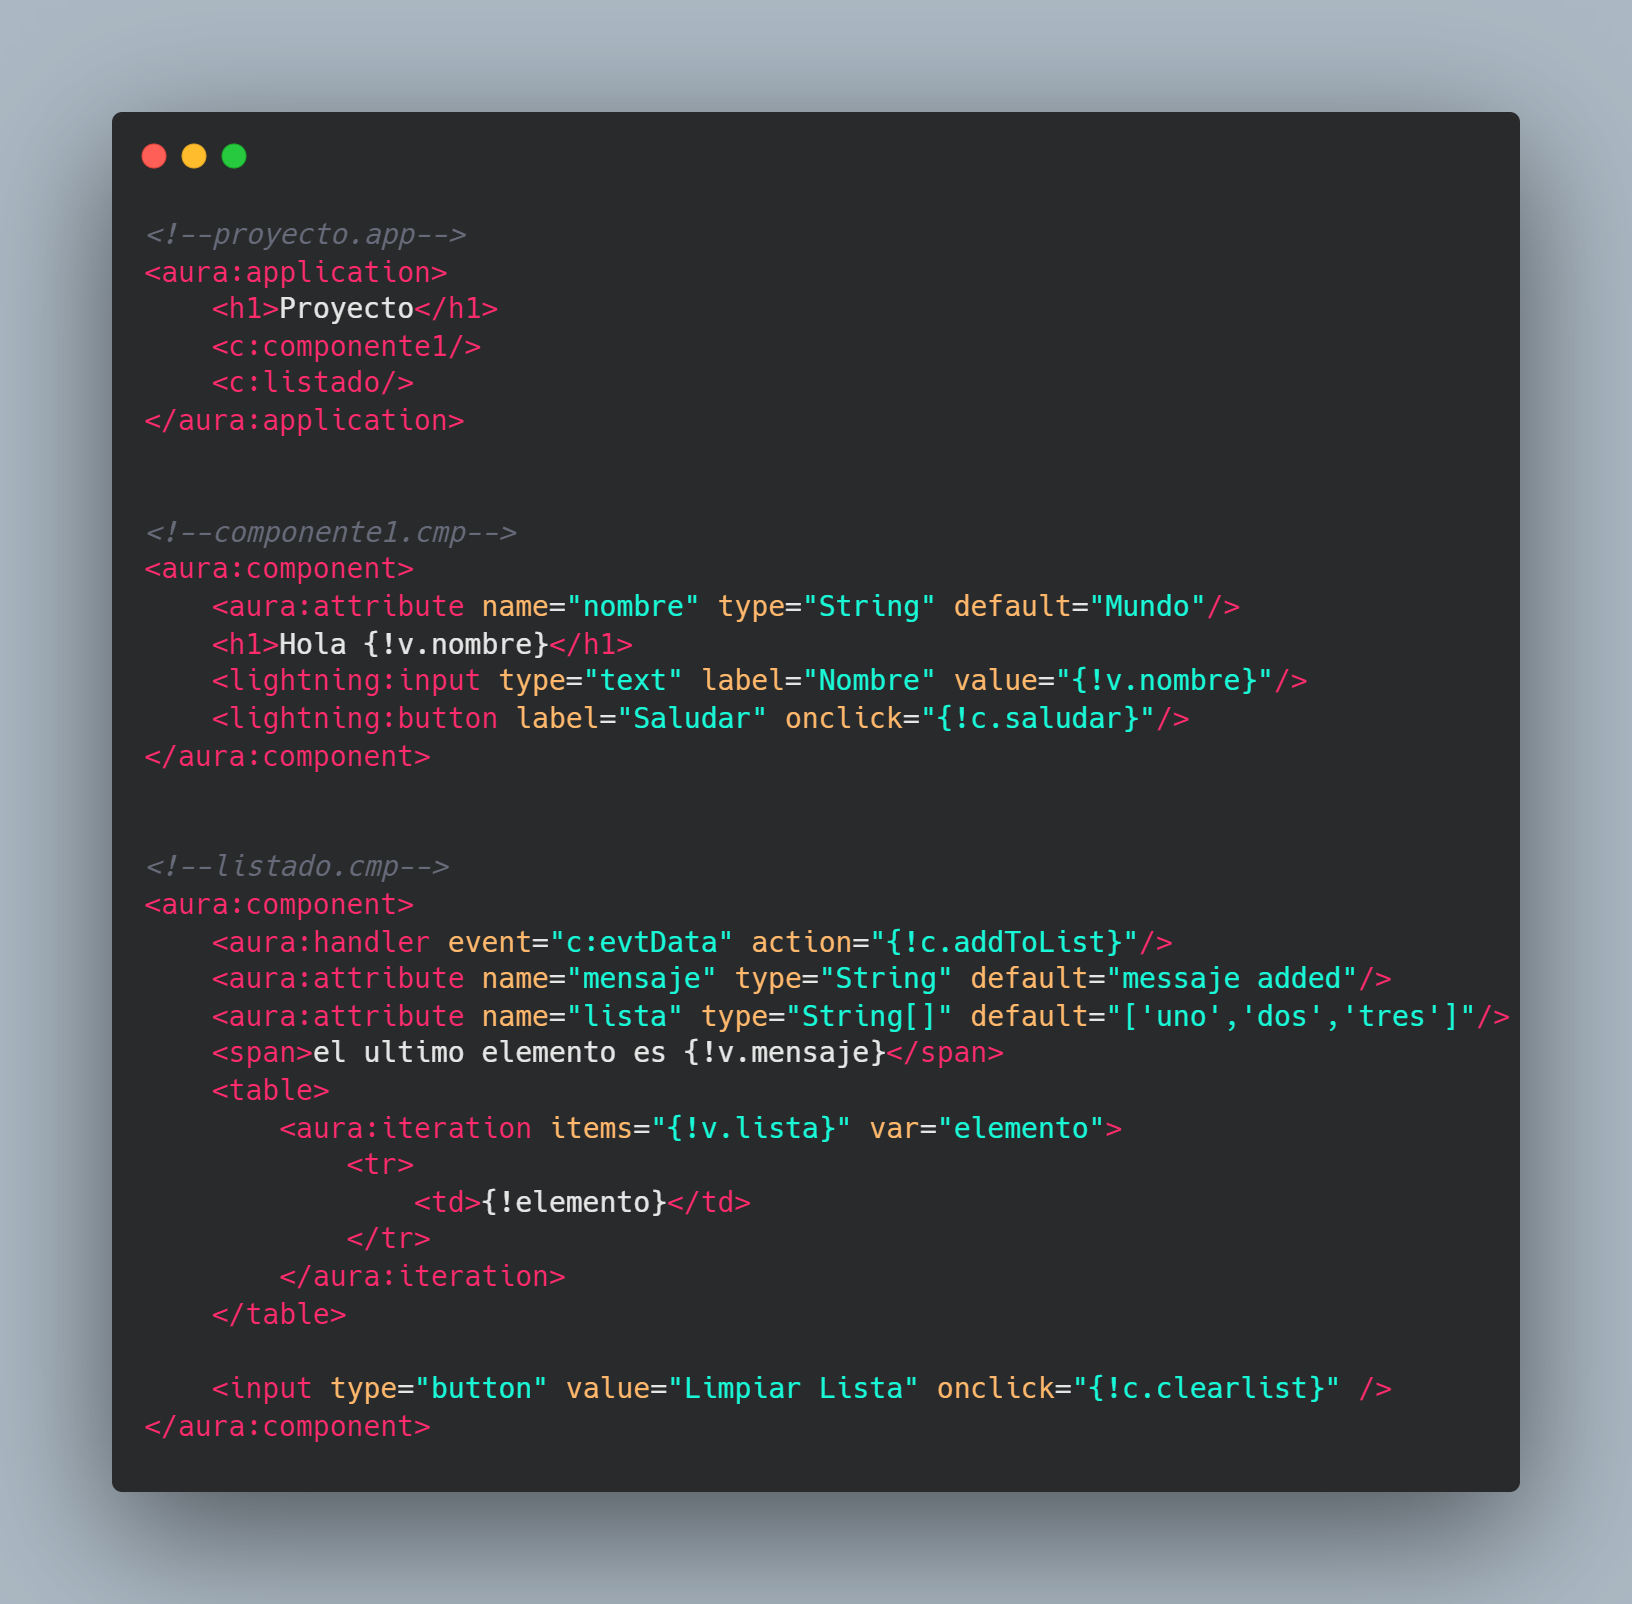 <!--proyecto.app-->
<aura:application>
    <h1>Proyecto</h1>
    <c:componente1/>
    <c:listado/>
</aura:application>
<!--componente1.cmp-->
<aura:component>
    <aura:attribute name="nombre" type="String" default="Mundo"/>
    <h1>Hola {!v.nombre}</h1>
    <lightning:input type="text" label="Nombre" value="{!v.nombre}"/>
    <lightning:button label="Saludar" onclick="{!c.saludar}"/>
</aura:component>
<!--listado.cmp-->
<aura:component>
    <aura:handler event="c:evtData" action="{!c.addToList}"/>
    <aura:attribute name="mensaje" type="String" default="messaje added"/>
    <aura:attribute name="lista" type="String[]" default="['uno','dos','tres']"/>
    <span>el ultimo elemento es {!v.mensaje}</span>
    <table>
        <aura:iteration items="{!v.lista}" var="elemento">
            <tr>
                <td>{!elemento}</td>
            </tr>
        </aura:iteration>
    </table>
    <input type="button" value="Limpiar Lista" onclick="{!c.clearlist}" />
</aura:component>